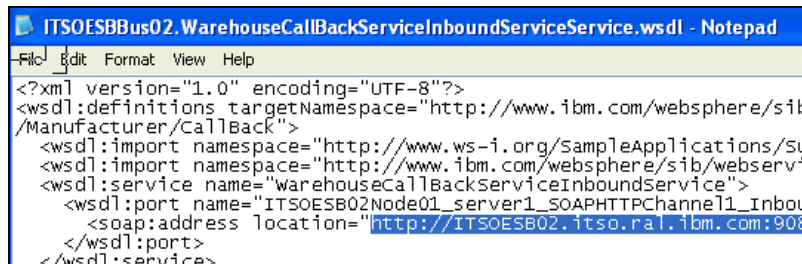 ITSOESBBus02.WarehouseCallBackServiceInboundServiceService.wsdl - Notepad
File Edit Format View Help
<?xml version="1.0" encoding="UTF-8"?>
<wsdl:definitions targetNamespace="http://www.ibm.com/websphere/sib
/Manufacturer/CallBack">
<wsdl:import namespace="http://www.ws-i.org/SampleApplications/Su
<wsdl:import namespace="http://www.ibm.com/websphere/sib/webservi
<wsdl:service name="WarehouseCallBackServiceInboundService">
<wsdl:port name="ITSOESB02Node01_server1_SOAPHTTPChannel1_Inbou
<soap:address location="http://ITSOESB02.itso.ral.ibm.com:908
</wsdl:port>
</wsdl:service>